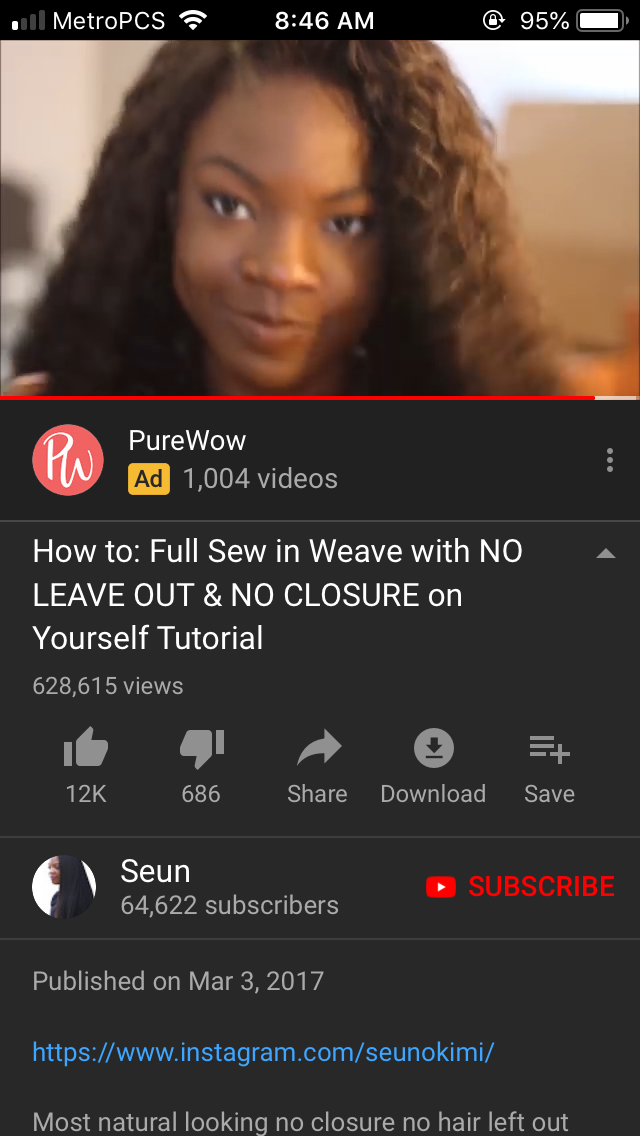 MetroPCS 8:46 AM 95%
PW
PureWow
Ad 1,004 videos
How to: Full Sew in Weave with NO
LEAVE OUT & NO CLOSURE on
Yourself Tutorial
628,615 views
12K 686 Share Download Save
Seun
64,622 subscribers
SUBSCRIBE
Published on Mar 3, 2017
https://www.instagram.com/seunokimi/
Most natural looking no closure no hair left out